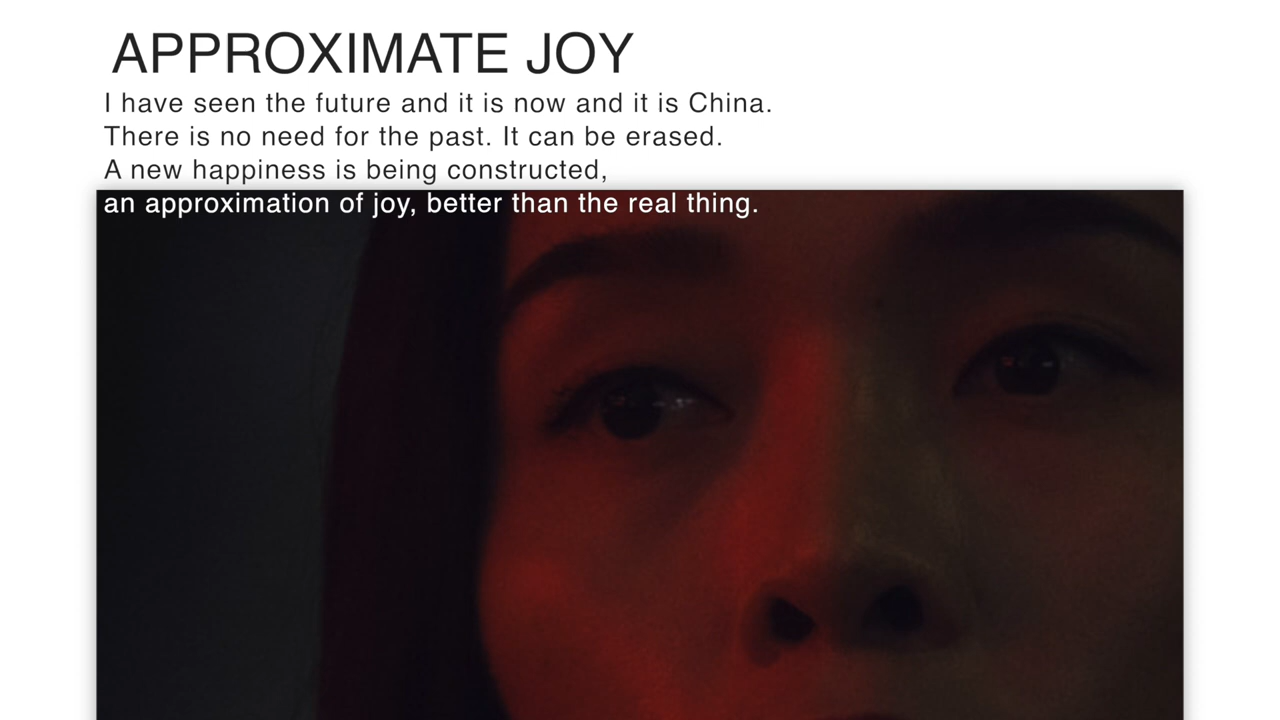 APPROXIMATE JOY
I have seen the future and it is now and it is China.
There is no need for the past. It can be erased.
A new happiness is being constructed,
an approximation of joy, better than the real thing.